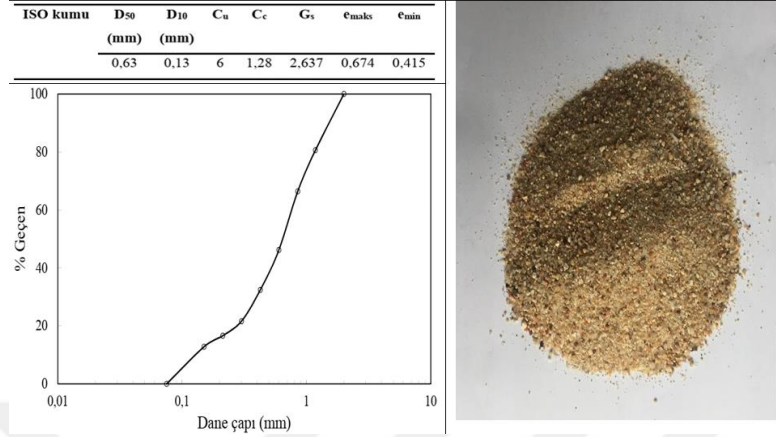 ISO kumu D50 D10 Cu Cc Gs emaks emin
(mm) (mm)
0,63 0,13 6 1,28 2,637 0,674 0,415
100
80
60
40
20
0
% Geçen
0,01 0,1 1 10
Dane çapı (mm)